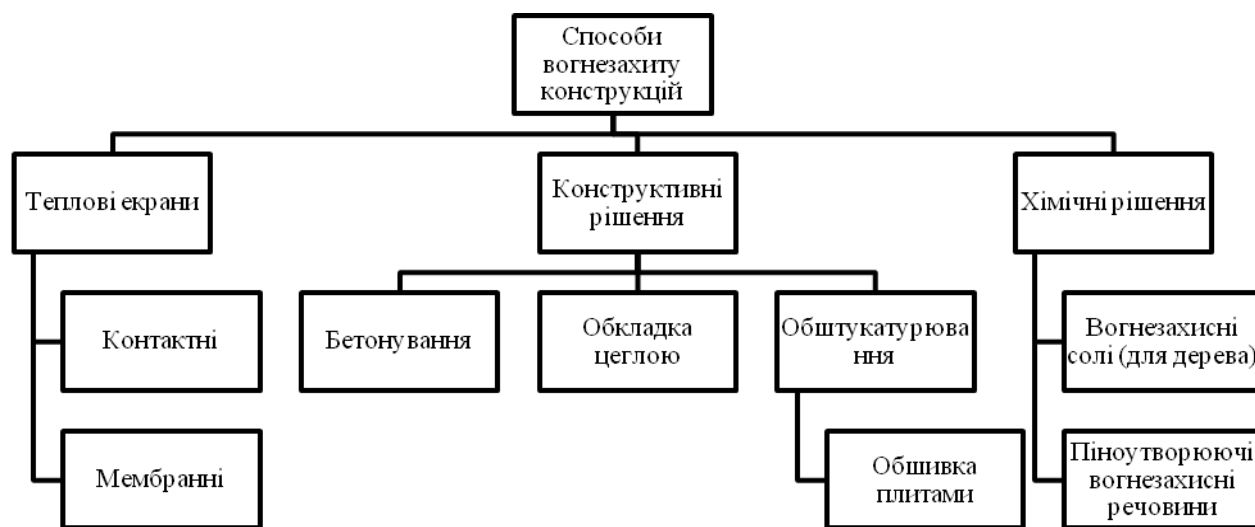 Способи
вогнезахиту
конструкцій
Теплові екрани
Конструктивні
рішення
Хімічні рішення
Контактні
Бетонування
Обкладка
цеглою
Обштукатурюва
ння
Вогнезахисні
солі (для дерева)
Мембранні
Обшивка
плитами
Піноутворюючі
вогнезахисні
речовини